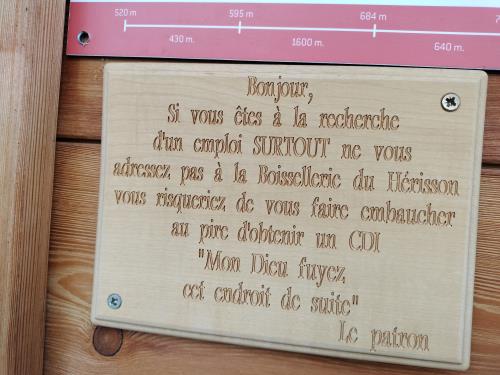 520 m
595 m
684 m
430 m.
1600 m.
640 m.
Bonjour,
Si vous êtes à la recherche
d'un emploi SURTOUT ne vous
adressez pas à la Boissellerie du Hérisson
vous risqueriez de vous faire embaucher
au pire d'obtenir un CDI
"Mon Dieu fuyez
cet endroit de suite"
Le patron